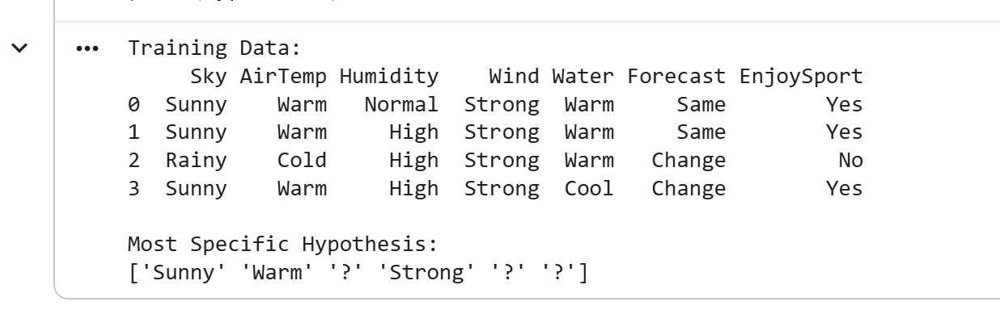 Training Data:
Sky AirTemp Humidity Wind Water Forecast EnjoySport
0 Sunny Warm Normal Strong Warm Same Yes
1 Sunny Warm High Strong Warm Same Yes
2 Rainy Cold High Strong Warm Change No
3 Sunny Warm High Strong Cool Change Yes
Most Specific Hypothesis:
['Sunny' 'Warm' '?' 'Strong' '?' '?']